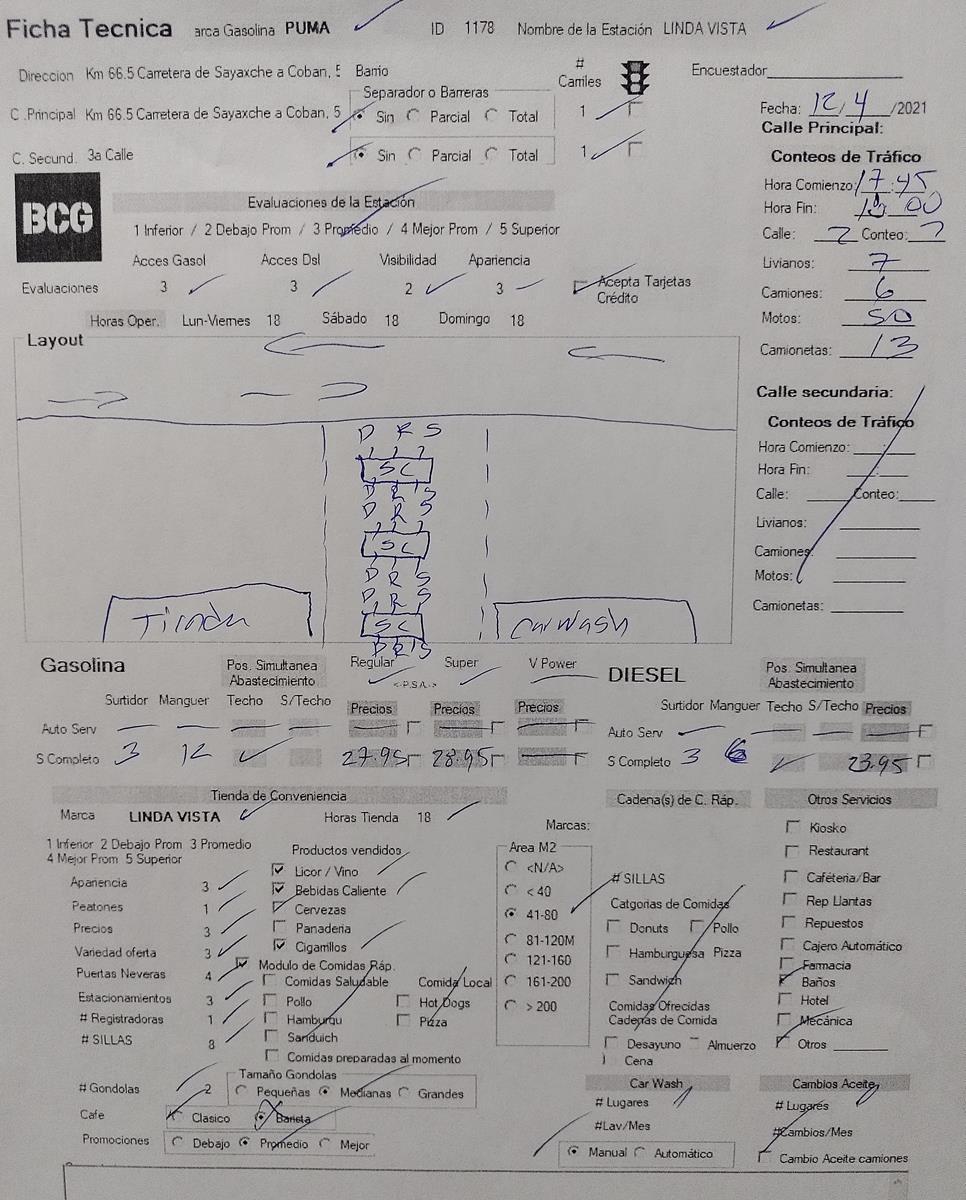 Ficha Tecnica arca Gasolina PUMA ID 1178 Nombre de la Estación LINDA VISTA
Direccion Km 66.5 Carretera de Sayaxche a Coban, 5 Barrio # Carriles Encuestador
Separador o Barreras
C .Principal Km 66.5 Carretera de Sayaxche a Coban, 5 Sin Parcial Total 1 Fecha: 12/ 4 /2021
Calle Principal:
C. Secund. 3a Calle Sin Parcial Total 1 Conteos de Tráfico
BCG
Hora Comienzo: 17:45
Evaluaciones de la Estación Hora Fin: 00
1 Inferior / 2 Debajo Prom / 3 Promedio / 4 Mejor Prom / 5 Superior Calle: 2 Conteo:
Acces Gasol Acces Dsl Visibilidad Apariencia Livianos: 7
Evaluaciones 3 3 2 3 Acepta Tarjetas Crédito Camiones: 6
Horas Oper. Lun-Viernes 18 Sábado 18 Domingo 18 Motos: 50
Layout Camionetas: 13
Calle secundaria:
Conteos de Tráfico
Hora Comienzo: :
Hora Fin: :
Calle: Conteo:
Livianos:
Camiones:
Motos:
Camionetas:
D R S
SC
D R S
D R S
SC
D R S
D R S
SC
D R S
Tienda Carwash
Gasolina Pos. Simultanea Abastecimiento Regular <-P.S.A.-> Super V Power DIESEL Pos. Simultanea Abastecimiento
Surtidor Manguer Techo S/Techo Precios Precios Precios Surtidor Manguer Techo S/Techo Precios
Auto Serv Auto Serv
S Completo 3 12 27.95 28.95 S Completo 3 6 23.95
Tienda de Conveniencia Cadena(s) de C. Ráp. Otros Servicios
Marca LINDA VISTA Horas Tienda 18 Marcas:
1 Inferior 2 Debajo Prom 3 Promedio
4 Mejor Prom 5 Superior
Apariencia 3
Peatones 1
Precios 3
Variedad oferta 3
Puertas Neveras 4
Estacionamientos 3
# Registradoras 1
# SILLAS 8
Productos vendidos
Licor / Vino
Bebidas Caliente
Cervezas
Panaderia
Cigarrillos
Modulo de Comidas Ráp.
Comidas Saludable Comida Local
Pollo Hot Dogs
Hamburgu Pizza
Sanduich
Comidas preparadas al momento
Area M2
<N/A>
< 40
41-80
81-120M
121-160
161-200
> 200
# SILLAS
Catgorias de Comidas
Donuts Pollo
Hamburguesa Pizza
Sandwich
Comidas Ofrecidas
Cadenas de Comida
Desayuno Almuerzo
Cena
Kiosko
Restaurant
Cafeteria/Bar
Rep Llantas
Repuestos
Cajero Automático
Farmacia
Baños
Hotel
Mecánica
Otros
Tamaño Gondolas
# Gondolas 2 Pequeñas Medianas Grandes
Cafe Clasico Barista
Promociones Debajo Promedio Mejor
Car Wash
# Lugares
#Lav/Mes
Manual Automático
Cambios Aceite
# Lugares
#Cambios/Mes
Cambio Aceite camiones